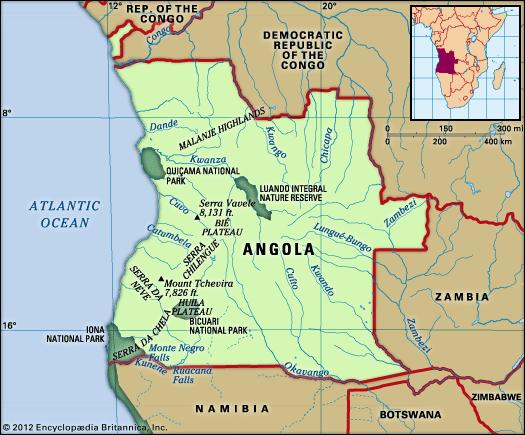 12°
20°
REP. OF THE
CONGO
Congo
DEMOCRATIC
REPUBLIC
OF THE
CONGO
0 150 300 mi
0 200 400 km
8°
Dande
MALANJE HIGHLANDS
Kwango
Chicapa
Kwanza
QUIÇAMA NATIONAL
PARK
LUANDO INTEGRAL
NATURE RESERVE
ATLANTIC
OCEAN
Cuvo
Serra Vavele
8,131 ft.
BIÉ
PLATEAU
Zambezi
Catumbela
SERRA
CHILENGUE
ANGOLA
Lungué-Bungo
SERRA DA
NEVE
Mount Tchevira
7,826 ft.
Cuito
Kwando
HUÍLA
PLATEAU
ZAMBIA
16°
IONA
NATIONAL PARK
SERRA DA CHELA
BICUARI
NATIONAL PARK
Zambezi
Monte Negro
Falls
Kunene
Ruacana
Falls
Okavango
NAMIBIA
BOTSWANA
ZIMBABWE
© 2012 Encyclopædia Britannica, Inc.